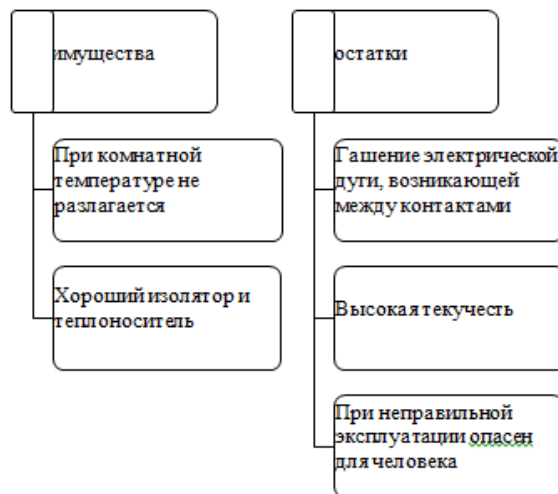 имущества
При комнатной
температуре не
разлагается
Хороший изолятор и
теплоноситель
остатки
Гашение электрической
дуги, возникающей
между контактами
Высокая текучесть
При неправильной
эксплуатации опасен
для человека